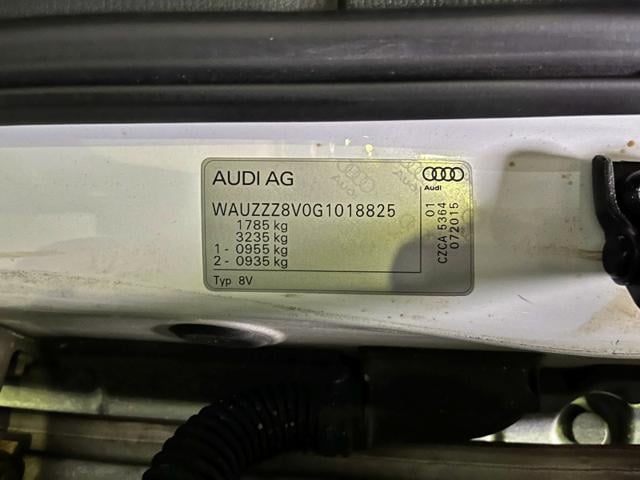 AUDI AG
Audi
WAUZZZ8V0G1018825
1785 kg
3235 kg
1 - 0955 kg
2 - 0935 kg
Typ 8V
01
CZCA 5364
072015